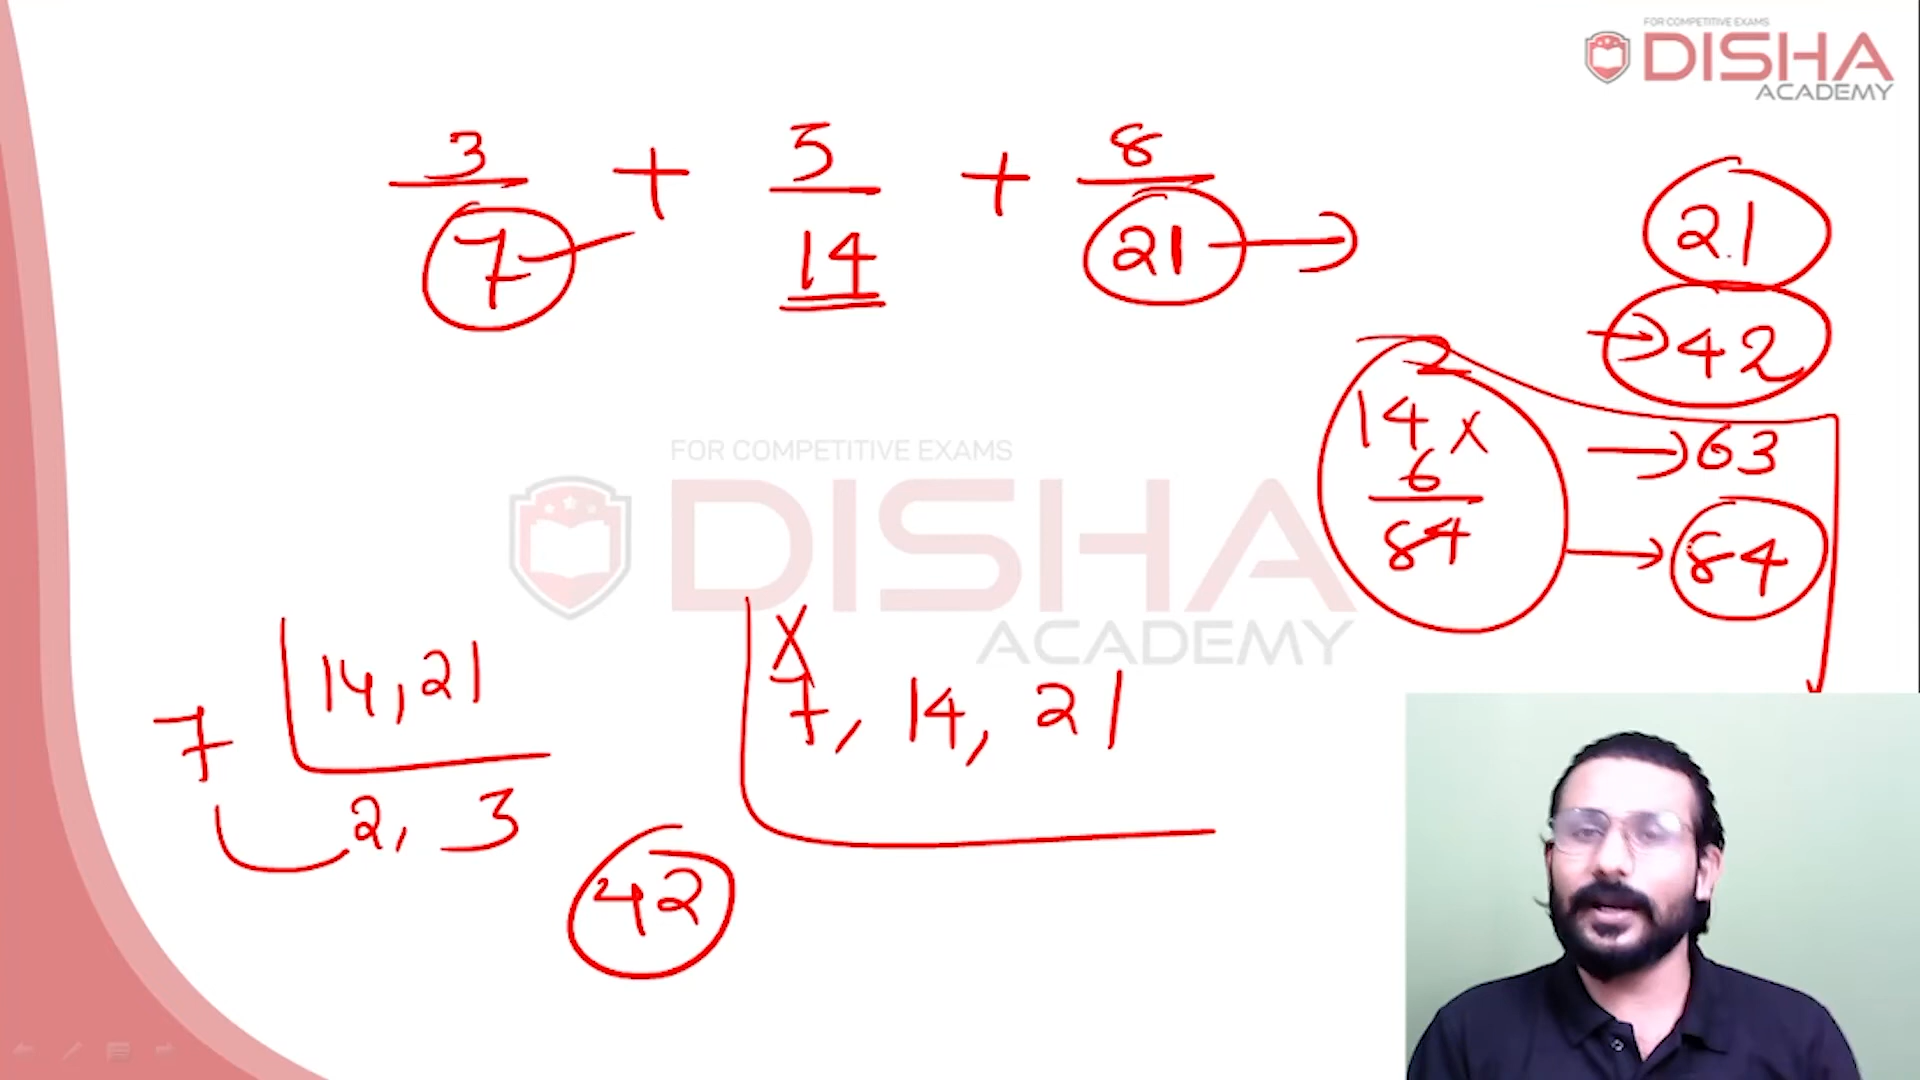 FOR COMPETITIVE EXAMS
DISHA
ACADEMY
3/7 + 5/14 + 8/21
21
42
63
84
2
14 x
6
84
FOR COMPETITIVE EXAMS
DISHA
ACADEMY
7 14, 21
2, 3
42
7, 14, 21